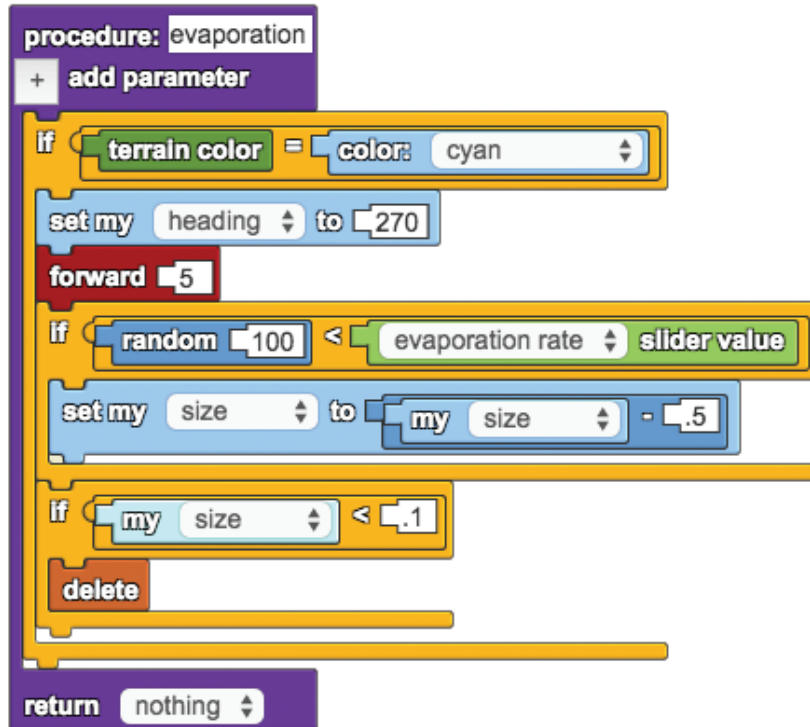 procedure: evaporation
+ add parameter
if terrain color = color: cyan
set my heading to 270
forward 5
if random 100 < evaporation rate slider value
set my size to my size - .5
if my size < .1
delete
return nothing